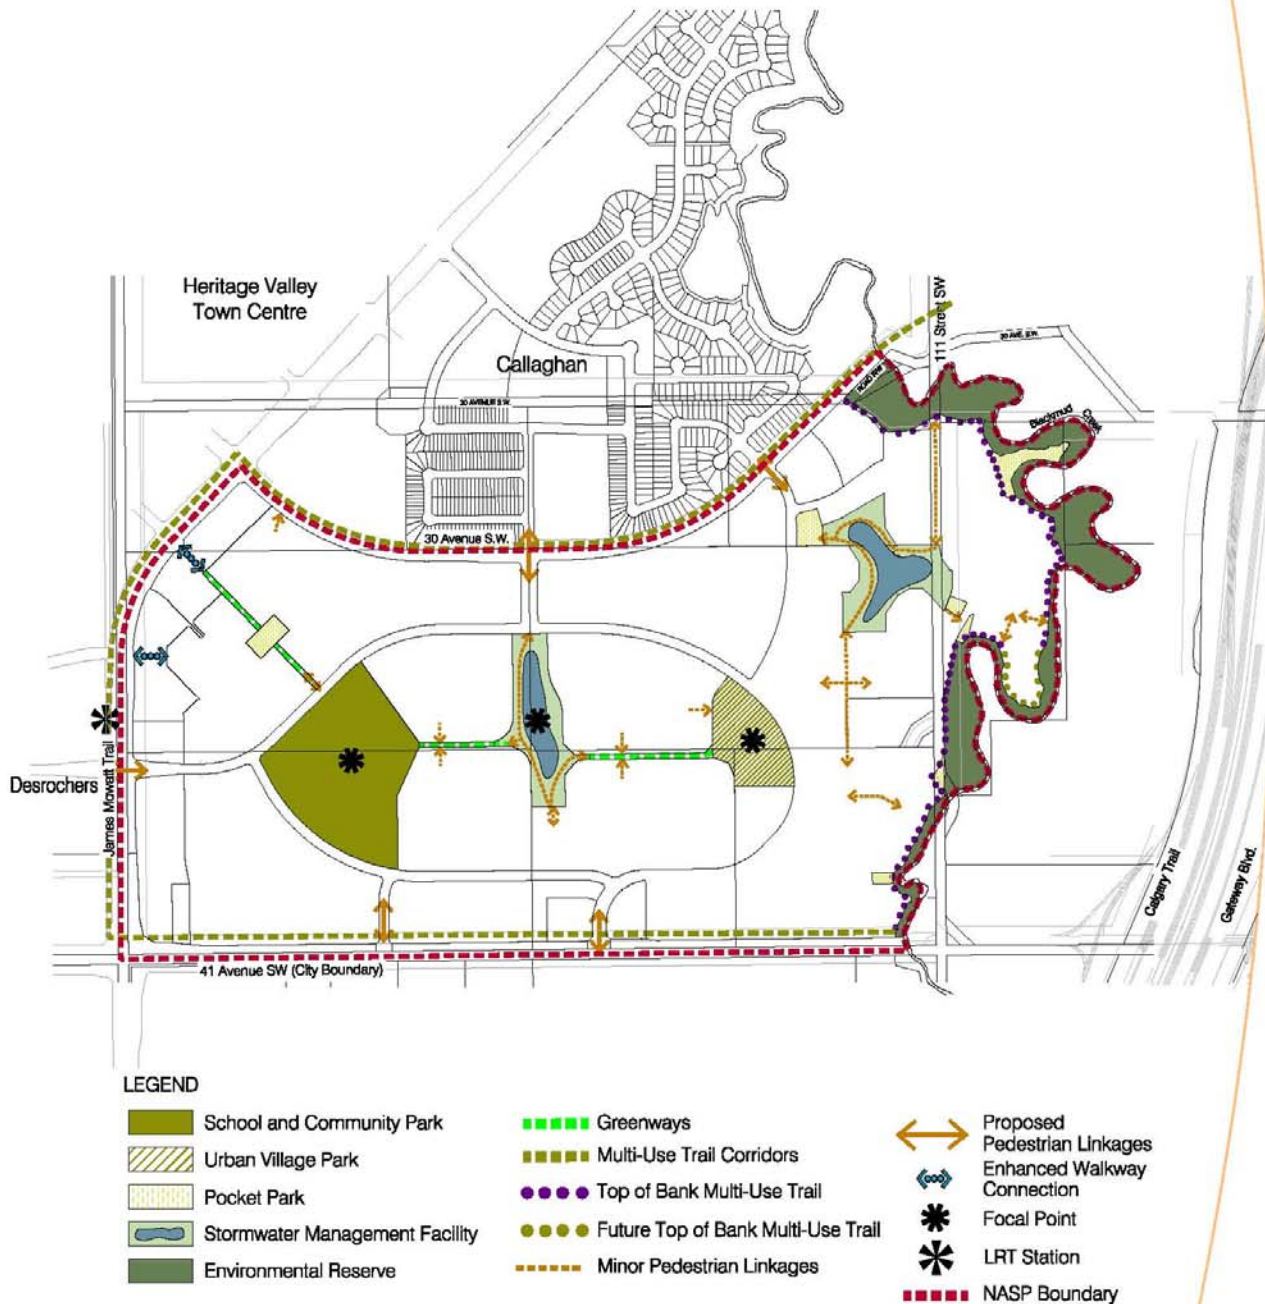 Heritage Valley
Town Centre
Callaghan
111 Street SW
30 AVE. S.W.
ROAD R/W
Blackmud
Creek
30 AVENUE S.W.
30 Avenue S.W.
Desrochers
James Mowatt Trail
Calgary Trail
Gateway Blvd.
41 Avenue SW (City Boundary)
LEGEND
School and Community Park
Urban Village Park
Pocket Park
Stormwater Management Facility
Environmental Reserve
Greenways
Multi-Use Trail Corridors
Top of Bank Multi-Use Trail
Future Top of Bank Multi-Use Trail
Minor Pedestrian Linkages
Proposed
Pedestrian Linkages
Enhanced Walkway
Connection
Focal Point
LRT Station
NASP Boundary